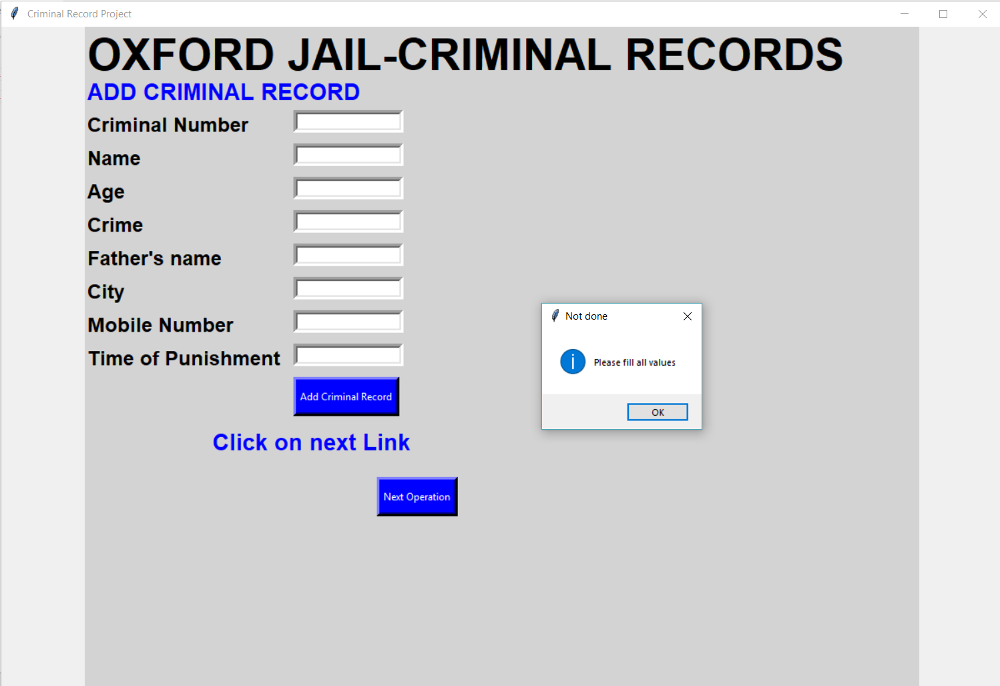 Criminal Record Project
OXFORD JAIL-CRIMINAL RECORDS
ADD CRIMINAL RECORD
Criminal Number
Name
Age
Crime
Father's name
City
Mobile Number
Time of Punishment
Add Criminal Record
Click on next Link
Next Operation
Not done
Please fill all values
OK